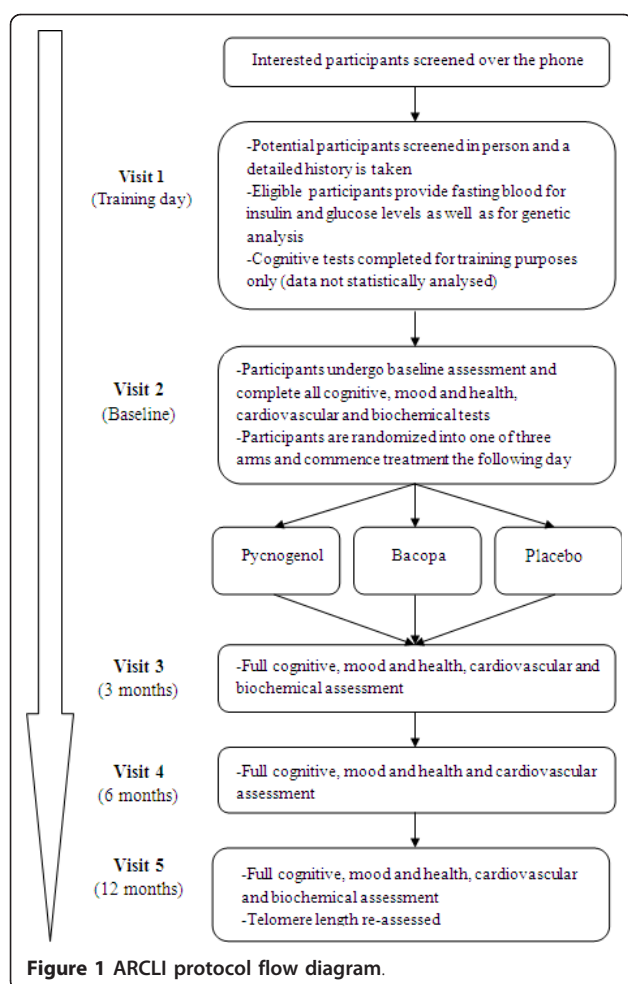 Interested participants screened over the phone
Visit 1
(Training day)
-Potential participants screened in person and a
detailed history is taken
-Eligible participants provide fasting blood for
insulin and glucose levels as well as for genetic
analysis
-Cognitive tests completed for training purposes
only (data not statistically analysed)
Visit 2
(Baseline)
-Participants undergo baseline assessment and
complete all cognitive, mood and health,
cardiovascular and biochemical tests
-Participants are randomized into one of three
arms and commence treatment the following day
Pycnogenol
Bacopa
Placebo
Visit 3
(3 months)
-Full cognitive, mood and health, cardiovascular and
biochemical assessment
Visit 4
(6 months)
-Full cognitive, mood and health and cardiovascular
assessment
Visit 5
(12 months)
-Full cognitive, mood and health, cardiovascular
and biochemical assessment
-Telomere length re-assessed
Figure 1 ARCLI protocol flow diagram.